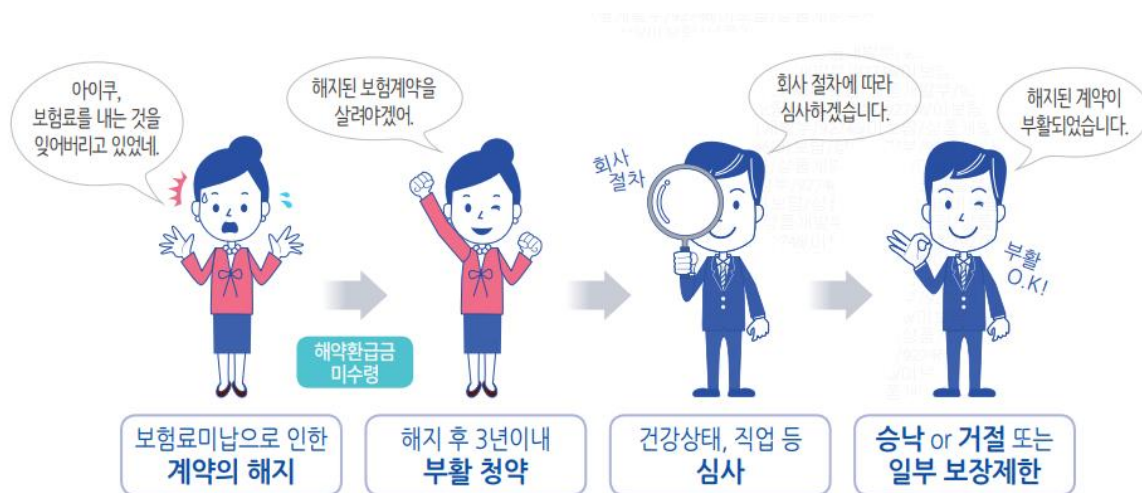 아이쿠,
보험료를 내는 것을
잊어버리고 있었네.
해지된 보험계약을
살려야겠어.
회사 절차에 따라
심사하겠습니다.
해지된 계약이
부활되었습니다.
회사
절차
부활
O.K!
해약환급금
미수령
보험료미납으로 인한
계약의 해지
해지 후 3년이내
부활 청약
건강상태, 직업 등
심사
승낙 or 거절 또는
일부 보장제한